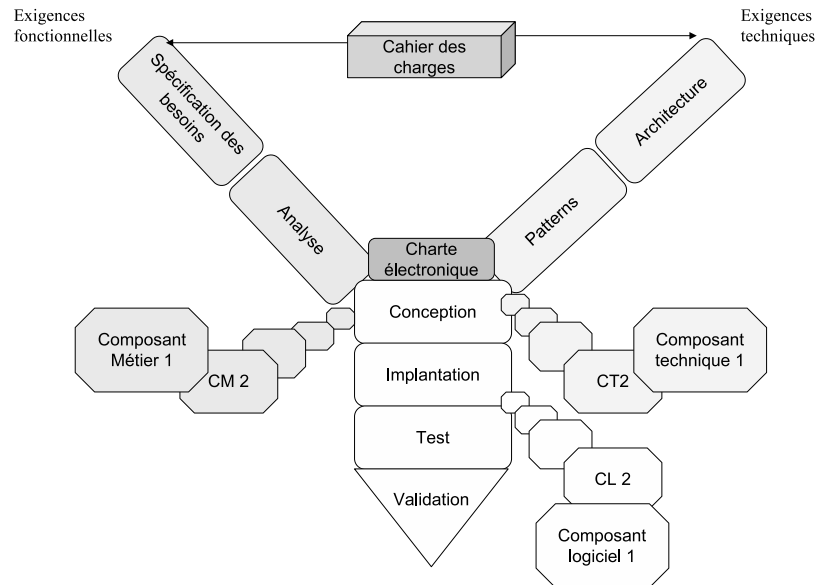 Exigences
fonctionnelles
Cahier des
charges
Exigences
techniques
Spécification des
besoins
Architecture
Analyse
Patterns
Charte
électronique
Conception
Composant
Métier 1
CM 2
Composant
technique 1
CT2
Implantation
Test
CL 2
Validation
Composant
logiciel 1